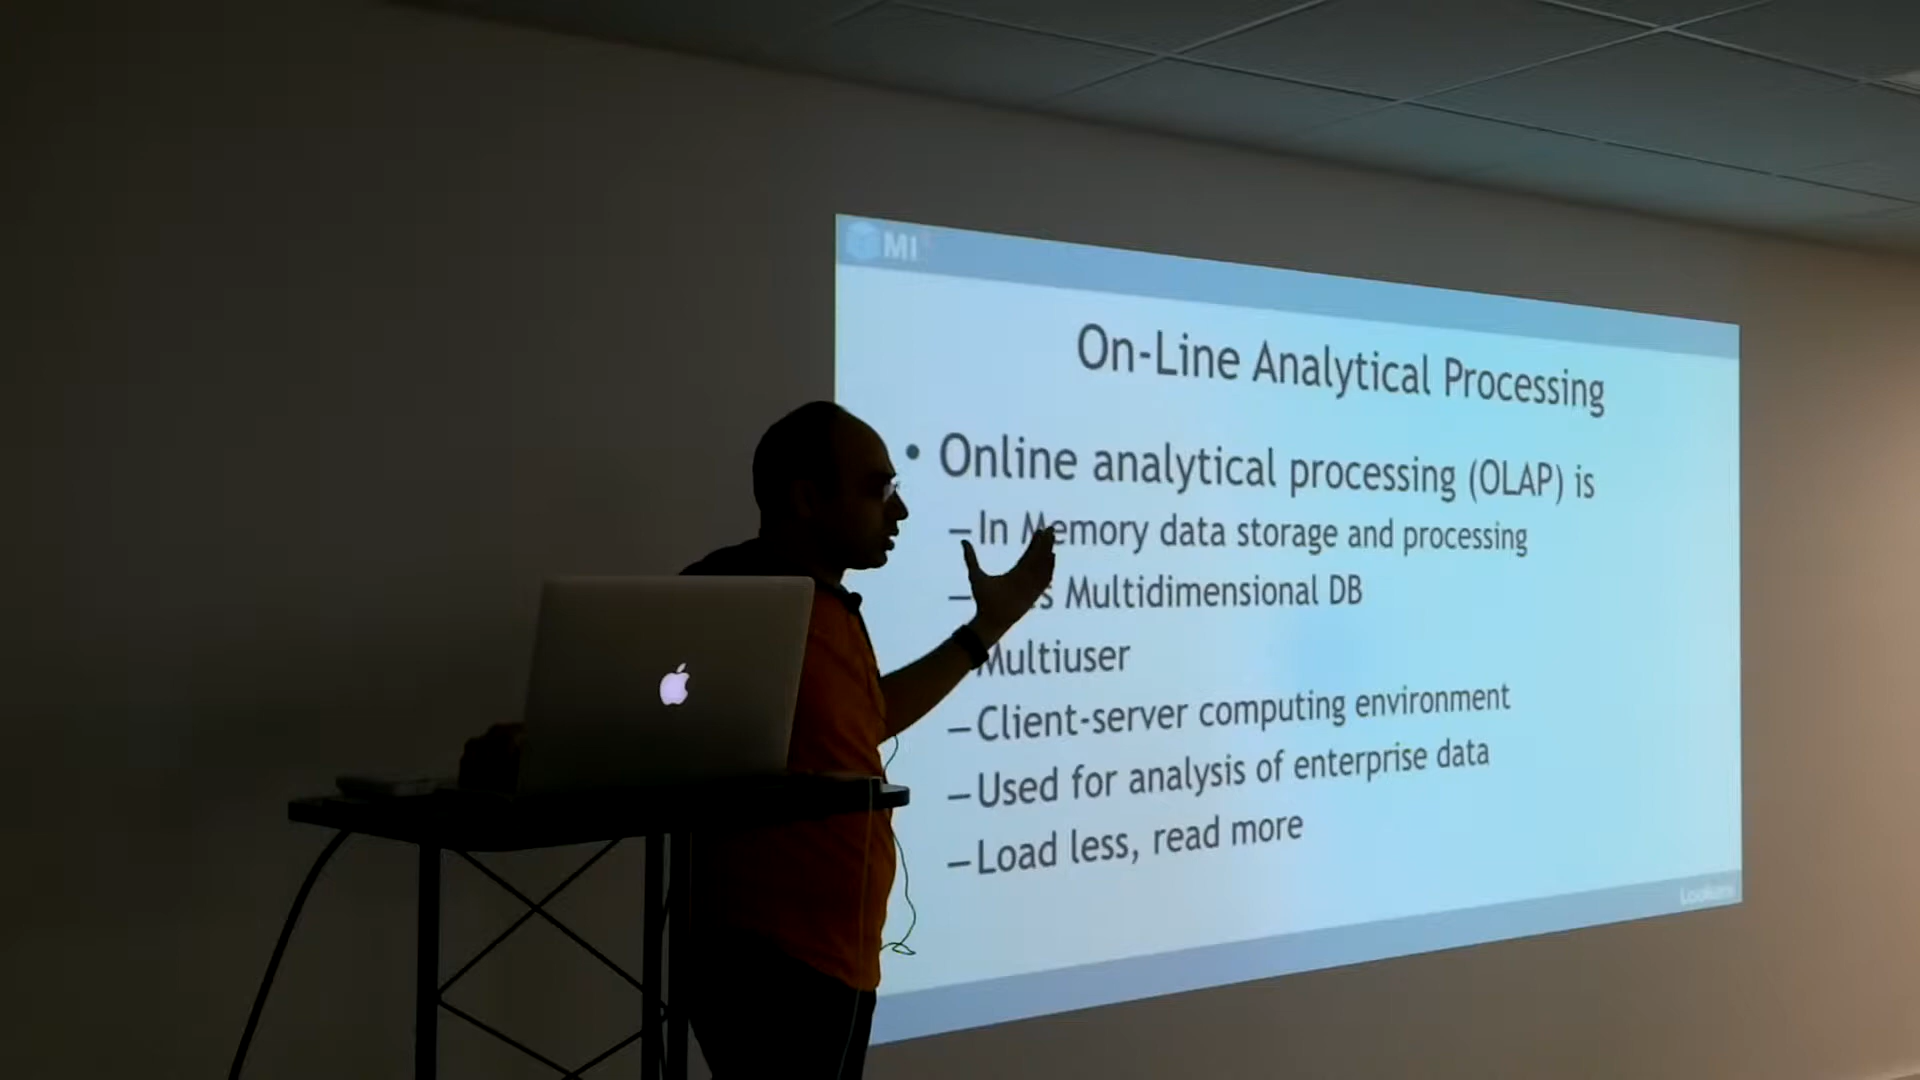 MI
On-Line Analytical Processing
• Online analytical processing (OLAP) is
–In Memory data storage and processing
– Multidimensional DB
Multiuser
–Client-server computing environment
–Used for analysis of enterprise data
–Load less, read more